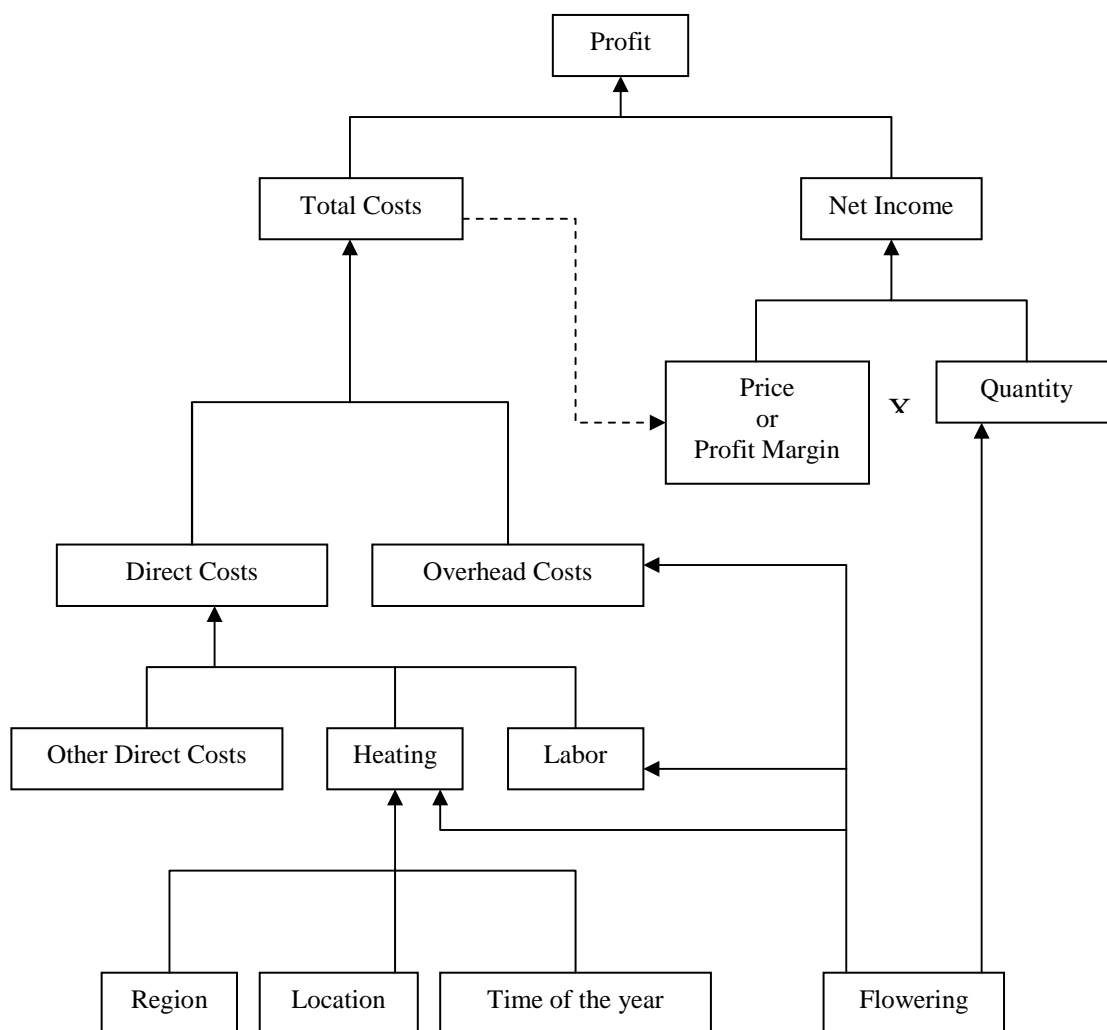 Profit
Total Costs
Net Income
Price
or
Profit Margin
x
Quantity
Direct Costs
Overhead Costs
Other Direct Costs
Heating
Labor
Region
Location
Time of the year
Flowering